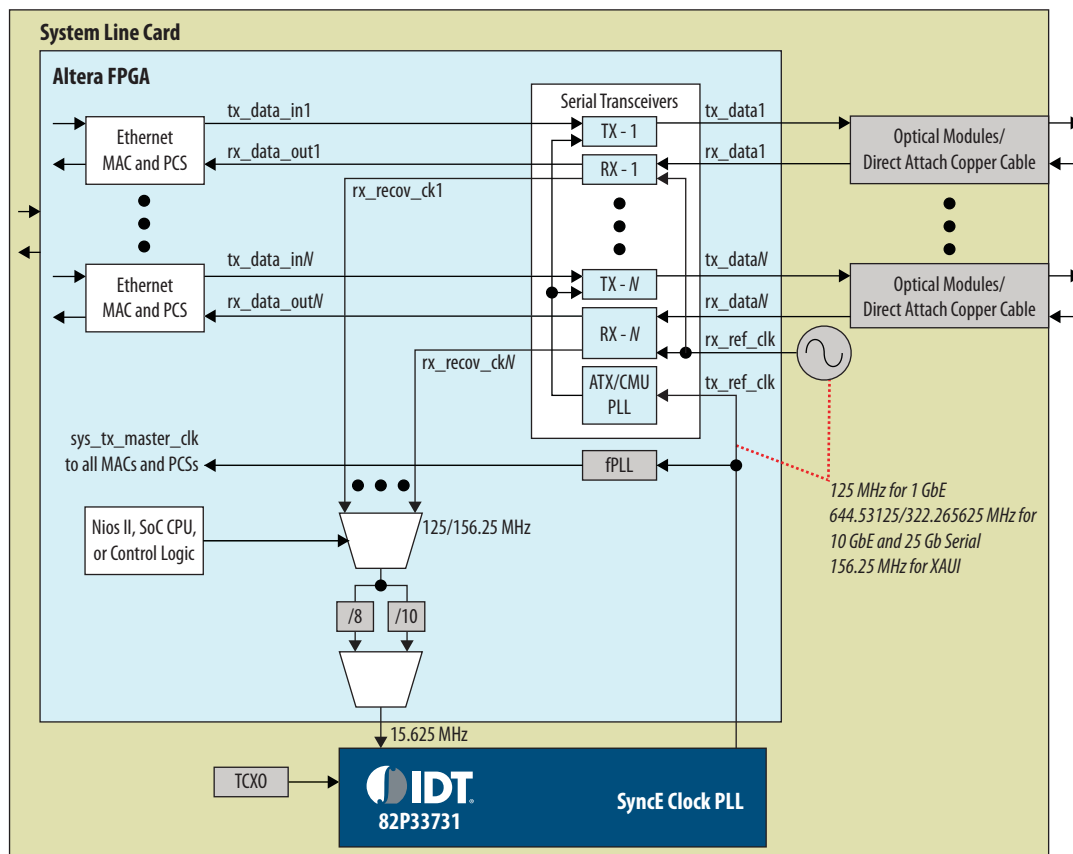 System Line Card
Altera FPGA
Serial Transceivers
tx_data_in1
TX - 1
tx_data1
Ethernet
MAC and PCS
rx_data_out1
RX - 1
rx_data1
Optical Modules/
Direct Attach Copper Cable
rx_recov_ck1
tx_data_inN
TX - N
tx_dataN
Ethernet
MAC and PCS
rx_data_outN
RX - N
rx_dataN
Optical Modules/
Direct Attach Copper Cable
rx_recov_ckN
rx_ref_clk
ATX/CMU
PLL
tx_ref_clk
sys_tx_master_clk
to all MACs and PCSs
fPLL
125 MHz for 1 GbE
644.53125/322.265625 MHz for
10 GbE and 25 Gb Serial
156.25 MHz for XAUI
Nios II, SoC CPU,
or Control Logic
125/156.25 MHz
/8
/10
15.625 MHz
TCXO
IDT®
82P33731
SyncE Clock PLL